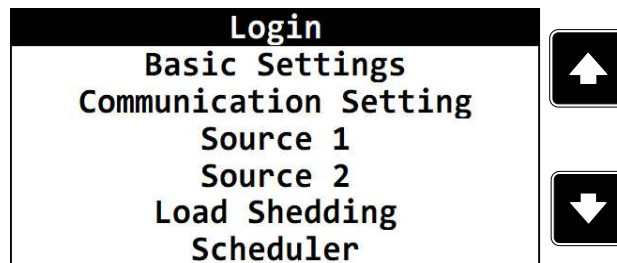 Login
Basic Settings
Communication Setting
Source 1
Source 2
Load Shedding
Scheduler